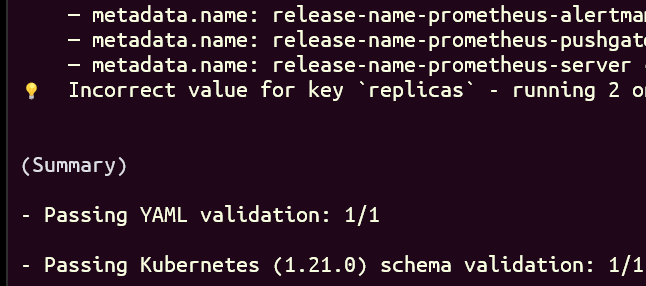 — metadata.name: release-name-prometheus-alertma
— metadata.name: release-name-prometheus-pushgat
— metadata.name: release-name-prometheus-server
💡 Incorrect value for key `replicas` - running 2 o
(Summary)
- Passing YAML validation: 1/1
- Passing Kubernetes (1.21.0) schema validation: 1/1